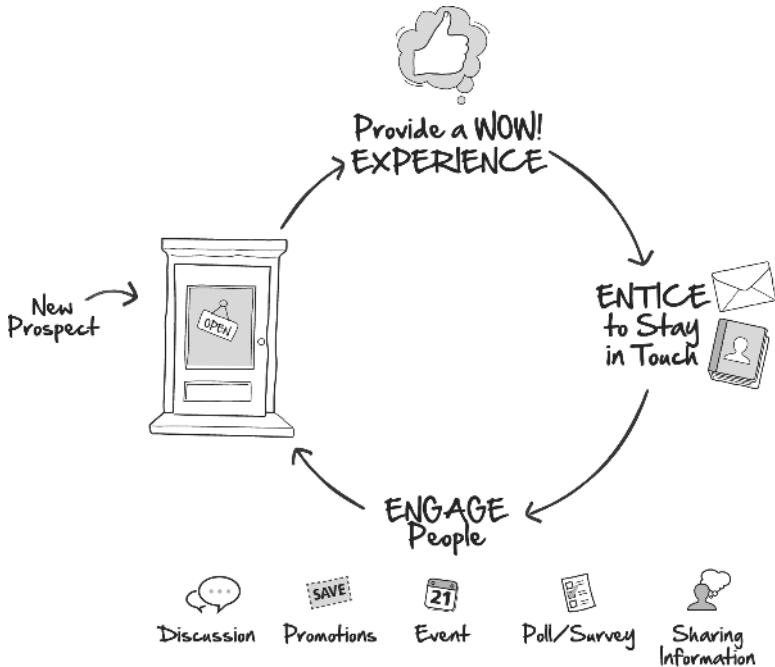 Provide a WOW!
EXPERIENCE
New
Prospect
OPEN
ENTICE
to Stay
in Touch
ENGAGE
People
SAVE
21
Discussion
Promotions
Event
Poll/Survey
Sharing
Information